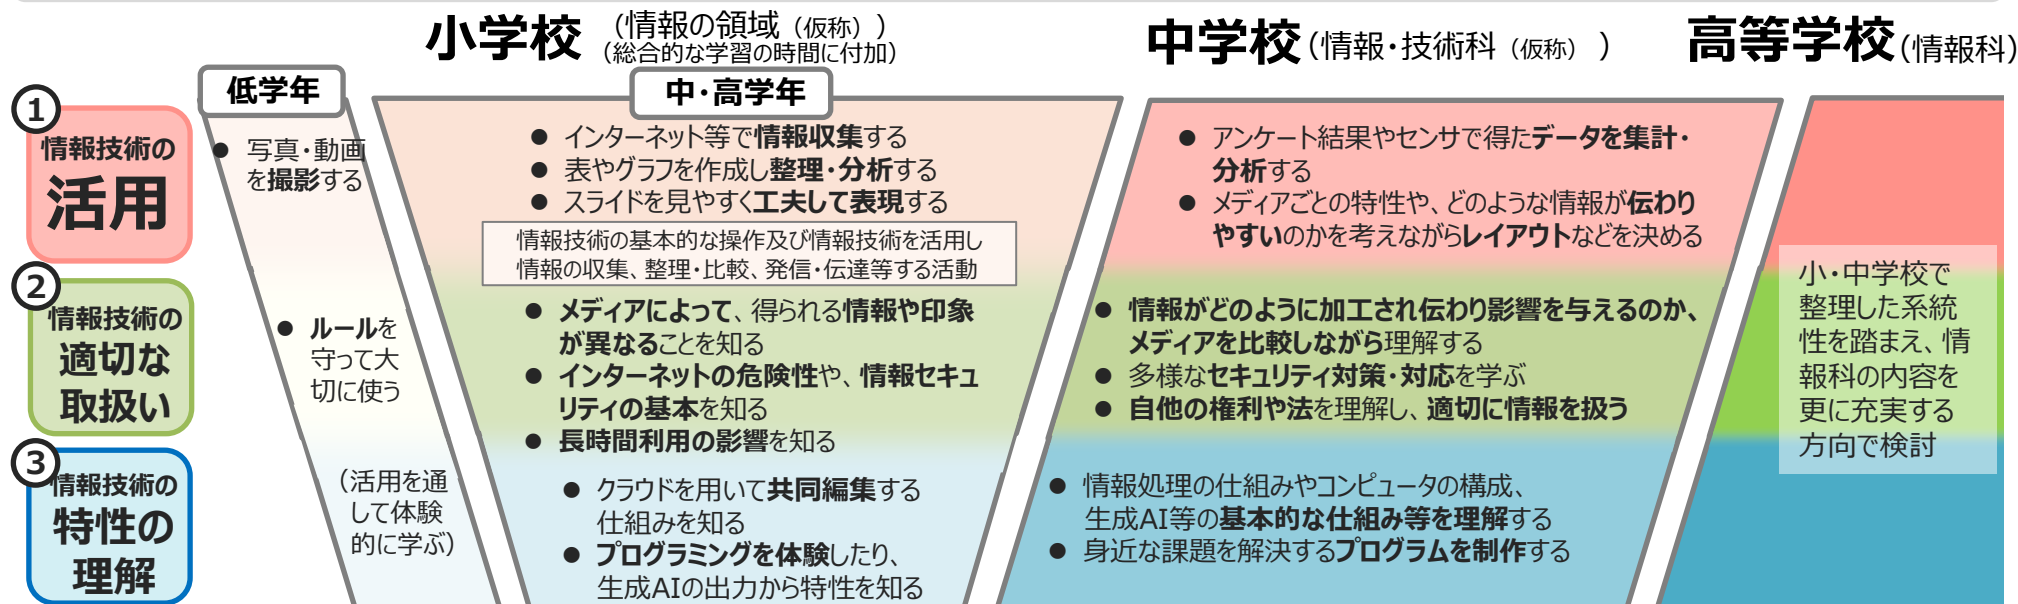 小学校 (情報の領域(仮称))
(総合的な学習の時間に付加)
中学校(情報・技術科(仮称))
高等学校(情報科)
低学年
中・高学年
①
情報技術の
活用
● 写真・動画
を撮影する
● インターネット等で情報収集する
● 表やグラフを作成し整理・分析する
● スライドを見やすく工夫して表現する
情報技術の基本的な操作及び情報技術を活用し
情報の収集、整理・比較、発信・伝達等する活動
● アンケート結果やセンサで得たデータを集計・
分析する
● メディアごとの特性や、どのような情報が伝わり
やすいのかを考えながらレイアウトなどを決める
②
情報技術の
適切な
取扱い
● ルールを
守って大
切に使う
● メディアによって、得られる情報や印象
が異なることを知る
● インターネットの危険性や、情報セキュ
リティの基本を知る
● 長時間利用の影響を知る
● 情報がどのように加工され伝わり影響を与えるのか、
メディアを比較しながら理解する
● 多様なセキュリティ対策・対応を学ぶ
● 自他の権利や法を理解し、適切に情報を扱う
小・中学校で
整理した系統
性を踏まえ、情
報科の内容を
更に充実する
方向で検討
③
情報技術の
特性の
理解
(活用を通
して体験
的に学ぶ)
● クラウドを用いて共同編集する
仕組みを知る
● プログラミングを体験したり、
生成AIの出力から特性を知る
● 情報処理の仕組みやコンピュータの構成、
生成AI等の基本的な仕組み等を理解する
● 身近な課題を解決するプログラムを制作する